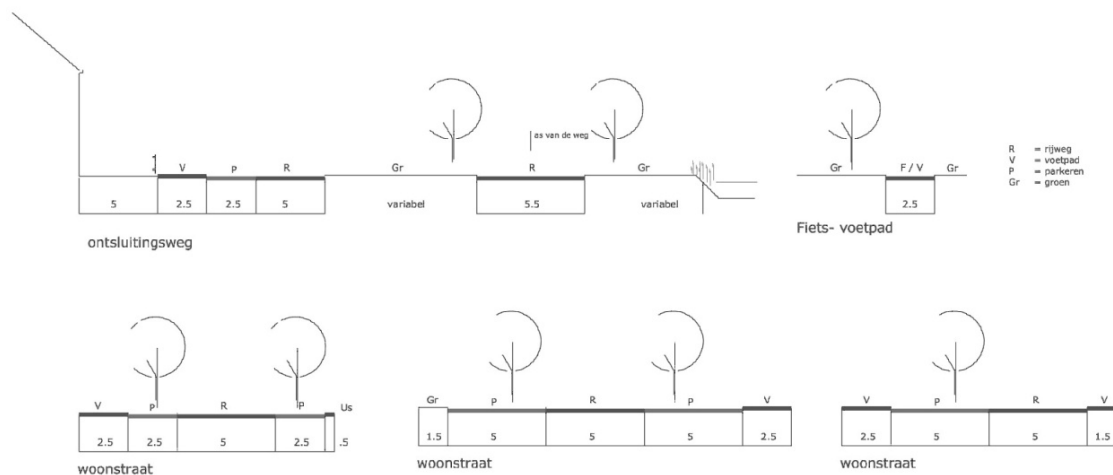 as van de weg
V P R Gr R Gr Gr F / V Gr
5 2.5 2.5 5 variabel 5.5 variabel 2.5
ontsluitingsweg
Fiets- voetpad
R = rijweg
V = voetpad
P = parkeren
Gr = groen
V P R P Us
2.5 2.5 5 2.5 .5
woonstraat
Gr P R P V
1.5 5 5 5 2.5
woonstraat
V P R V
2.5 5 5 1.5
woonstraat